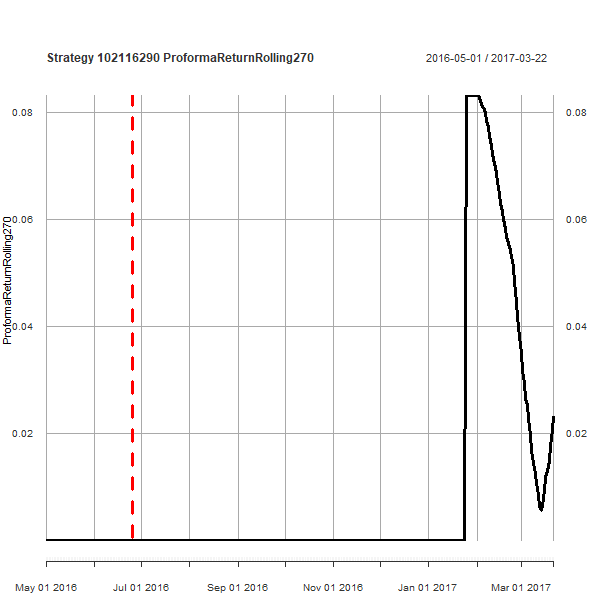 Strategy 102116290 ProformaReturnRolling270
2016-05-01 / 2017-03-22
0.08 0.08
0.06 0.06
ProformaReturnRolling270
0.04 0.04
0.02 0.02
May 01 2016 Jul 01 2016 Sep 01 2016 Nov 01 2016 Jan 01 2017 Mar 01 2017